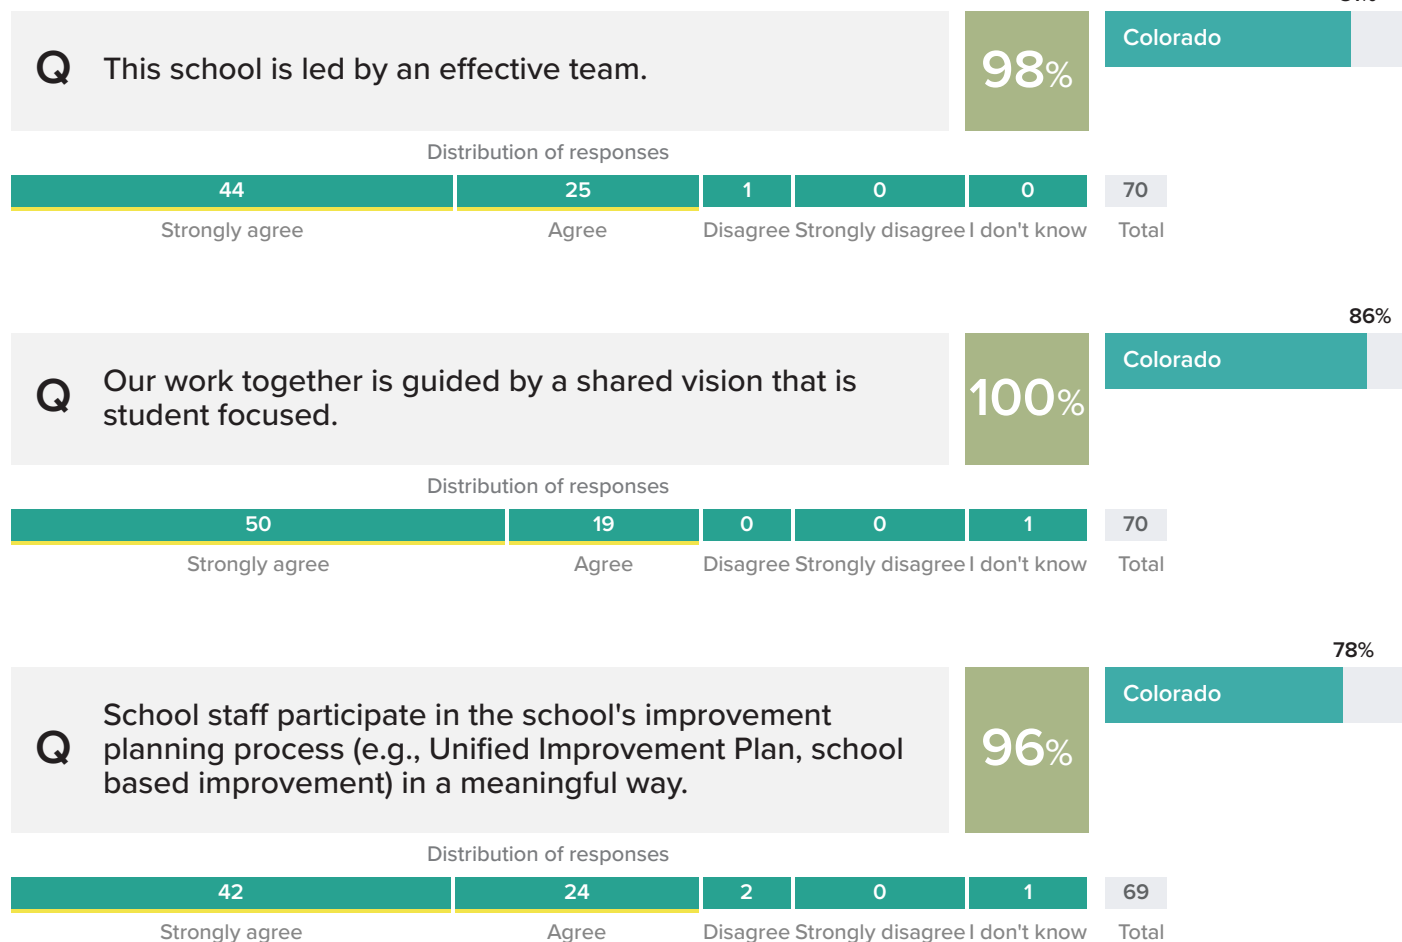 Q This school is led by an effective team.
98%
Colorado
Distribution of responses
44 25 1 0 0 70
Strongly agree Agree Disagree Strongly disagree I don't know Total
86%
Q Our work together is guided by a shared vision that is
student focused.
100%
Colorado
Distribution of responses
50 19 0 0 1 70
Strongly agree Agree Disagree Strongly disagree I don't know Total
78%
Q School staff participate in the school's improvement
planning process (e.g., Unified Improvement Plan, school
based improvement) in a meaningful way.
96%
Colorado
Distribution of responses
42 24 2 0 1 69
Strongly agree Agree Disagree Strongly disagree I don't know Total